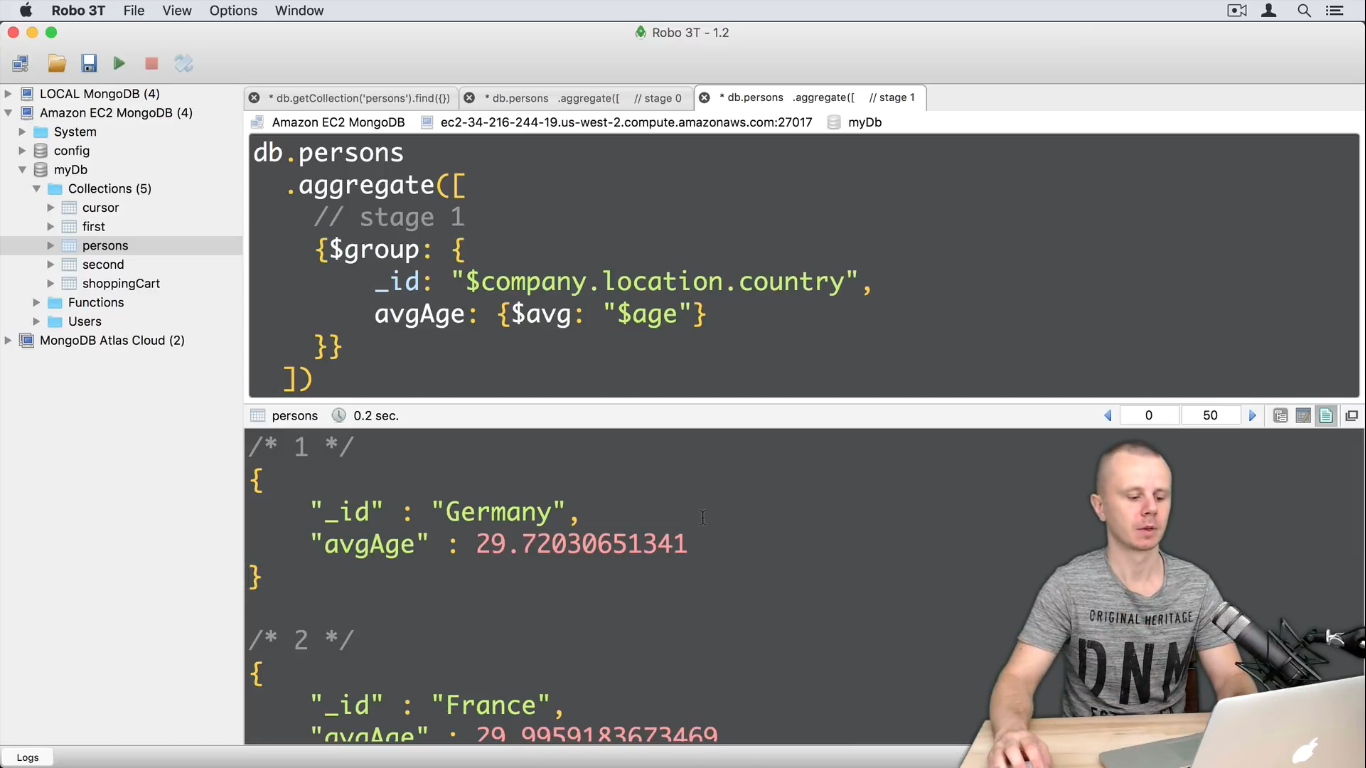 Robo 3T File View Options Window
Robo 3T - 1.2
LOCAL MongoDB (4)
Amazon EC2 MongoDB (4)
System
config
myDb
Collections (5)
cursor
first
persons
second
shoppingCart
Functions
Users
MongoDB Atlas Cloud (2)
* db.getCollection('persons').find({}) * db.persons .aggregate([ // stage 0 * db.persons .aggregate([ // stage 1
Amazon EC2 MongoDB ec2-34-216-244-19.us-west-2.compute.amazonaws.com:27017 myDb
db.persons
.aggregate([
// stage 1
{$group: {
_id: "$company.location.country",
avgAge: {$avg: "$age"}
}}
])
persons 0.2 sec. 0 50
/* 1 */
{
"_id" : "Germany",
"avgAge" : 29.72030651341
}
/* 2 */
{
"_id" : "France",
"avgAge" : 29.9959183673469
ORIGINAL HERITAGE
DNM
Logs